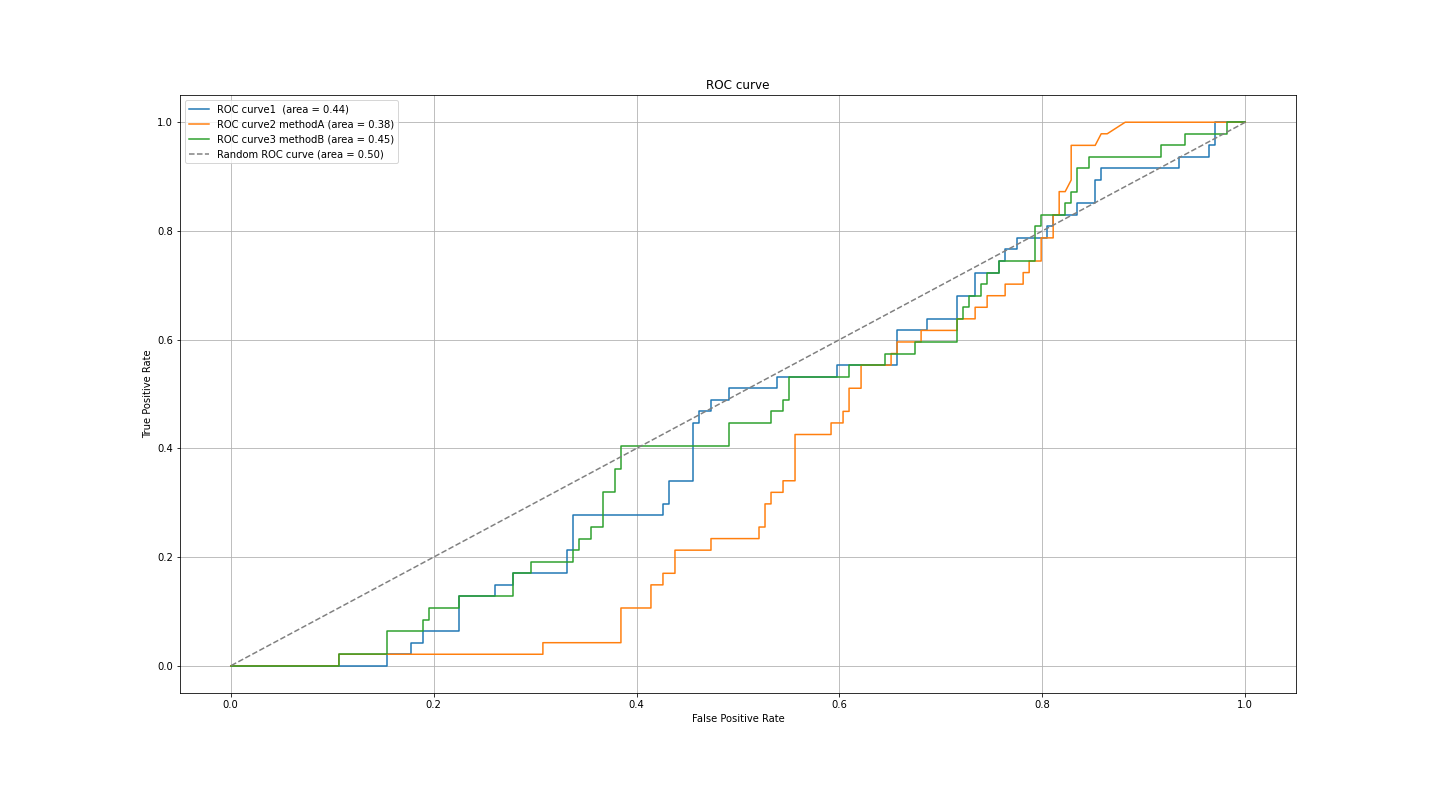 ROC curve
ROC curve1  (area = 0.44)
ROC curve2 methodA (area = 0.38)
ROC curve3 methodB (area = 0.45)
Random ROC curve (area = 0.50)
1.0
0.8
0.6
0.4
0.2
0.0
True Positive Rate
0.0 0.2 0.4 0.6 0.8 1.0
False Positive Rate